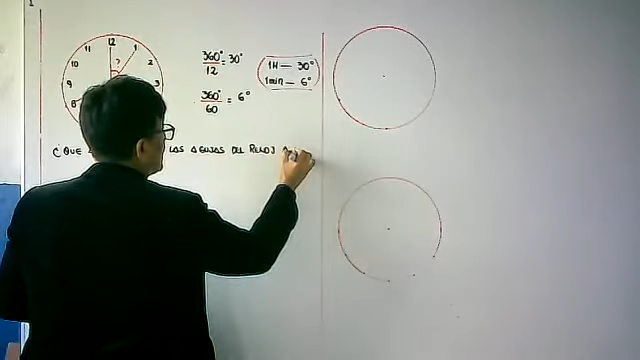 1
12
11
1
10
?
2
9
3
8
360°/12 = 30°
360°/60 = 6°
1H — 30°
1min — 6°
¿QUE LAS AGUJAS DEL RELOJ